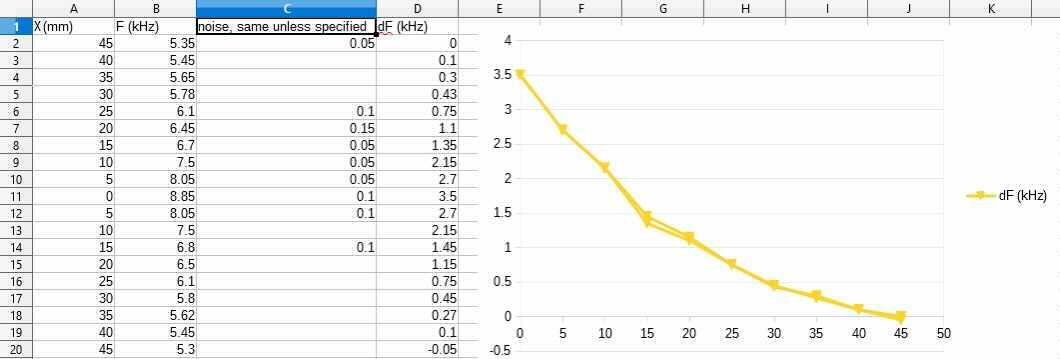 A B C D E F G H I J K
1 X (mm) F (kHz) noise, same unless specified dF (kHz)
2 45 5.35 0.05 0
3 40 5.45 0.1
4 35 5.65 0.3
5 30 5.78 0.43
6 25 6.1 0.1 0.75
7 20 6.45 0.15 1.1
8 15 6.7 0.05 1.35
9 10 7.5 0.05 2.15
10 5 8.05 0.05 2.7
11 0 8.85 0.1 3.5
12 5 8.05 0.1 2.7
13 10 7.5 2.15
14 15 6.8 0.1 1.45
15 20 6.5 1.15
16 25 6.1 0.75
17 30 5.8 0.45
18 35 5.62 0.27
19 40 5.45 0.1
20 45 5.3 -0.05
4
3.5
3
2.5
2
1.5
1
0.5
0
-0.5
0 5 10 15 20 25 30 35 40 45 50
dF (kHz)